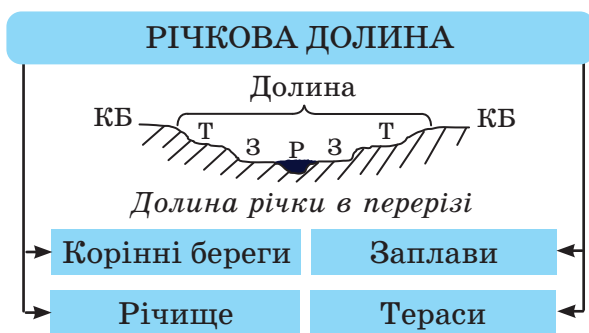 РІЧКОВА ДОЛИНА
Долина
КБ Т З Р З Т КБ
Долина річки в перерізі
Корінні береги Заплави
Річище Тераси